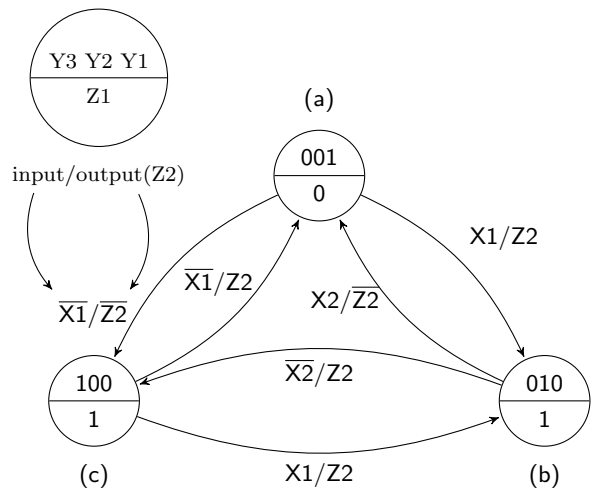 Y3 Y2 Y1
Z1
input/output(Z2)
X̅1̅/Z̅2̅
(a)
001
0
X1/Z2
X̅1̅/Z2
X2/Z̅2̅
X̅2̅/Z2
100
1
(c)
010
1
(b)
X1/Z2